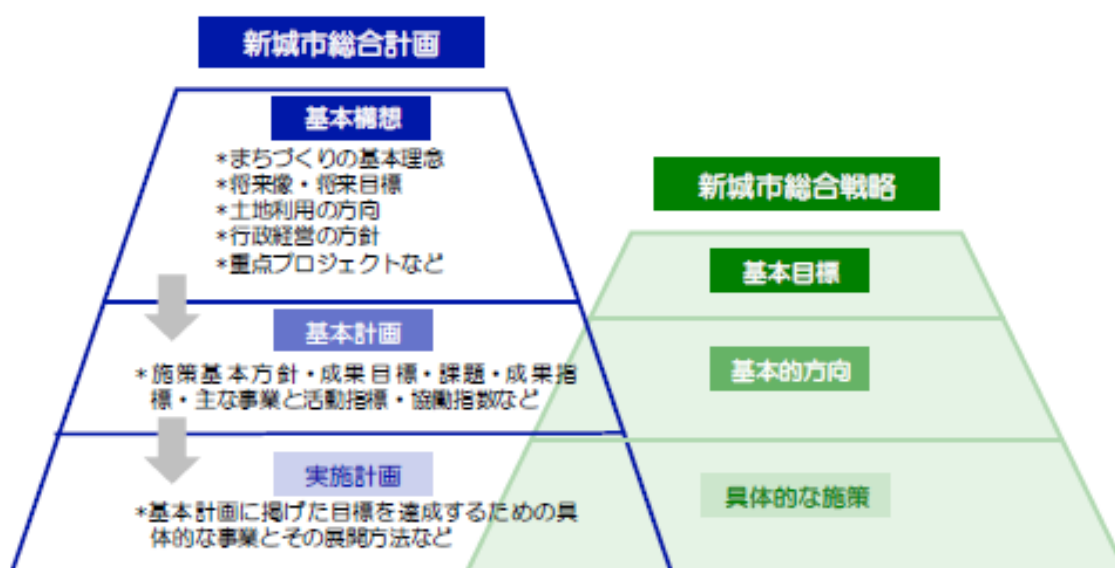 新城市総合計画
基本構想
*まちづくりの基本理念
*将来像・将来目標
*土地利用の方向
*行政経営の方針
*重点プロジェクトなど
基本計画
*施策基本方針・成果目標・課題・成果指
標・主な事業と活動指標・協働指数など
実施計画
*基本計画に掲げた目標を達成するための具
体的な事業とその展開方法など
新城市総合戦略
基本目標
基本的方向
具体的な施策